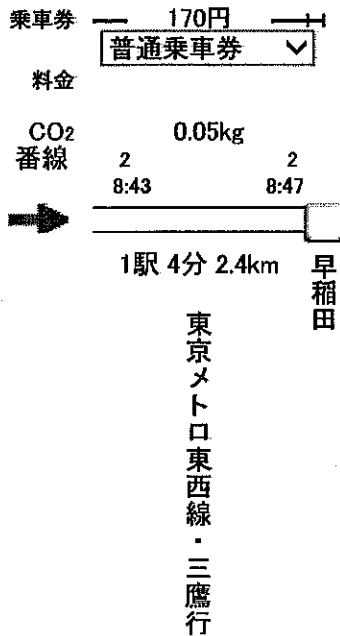 乗車券 170円
普通乗車券
料金
CO2 0.05kg
番線 2 2
8:43 8:47
1駅 4分 2.4km
早稲田
東京メトロ東西線・三鷹行